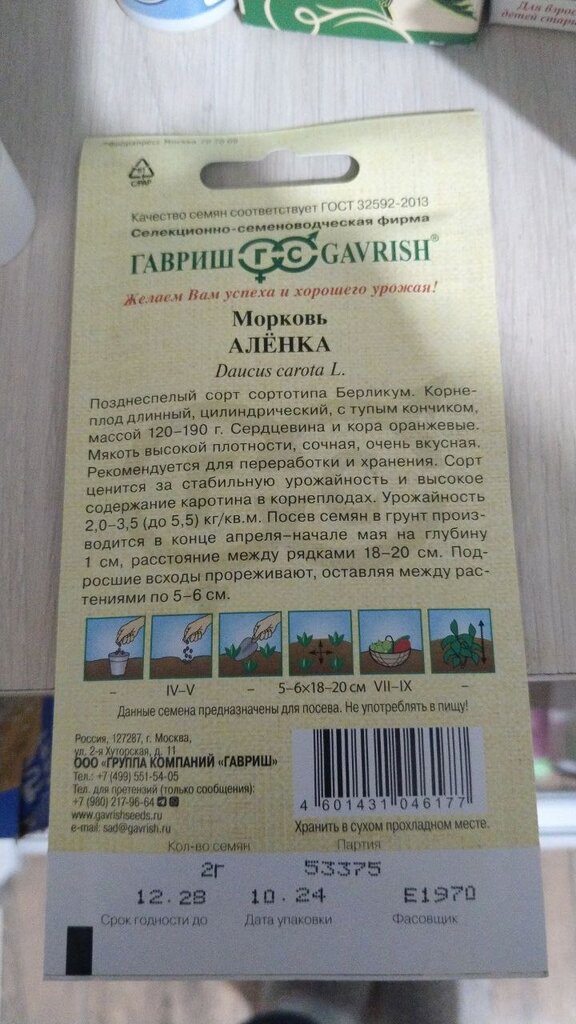 Для взрос
детей старш
C/PAP
Качество семян соответствует ГОСТ 32592-2013
Селекционно-семеноводческая фирма
ГАВРИШ ГС GAVRISH®
Желаем Вам успеха и хорошего урожая!
Морковь
АЛЁНКА
Daucus carota L.
Позднеспелый сорт сортотипа Берликум. Корне-
плод длинный, цилиндрический, с тупым кончиком,
массой 120–190 г. Сердцевина и кора оранжевые.
Мякоть высокой плотности, сочная, очень вкусная.
Рекомендуется для переработки и хранения. Сорт
ценится за стабильную урожайность и высокое
содержание каротина в корнеплодах. Урожайность
2,0–3,5 (до 5,5) кг/кв.м. Посев семян в грунт произ-
водится в конце апреля–начале мая на глубину
1 см, расстояние между рядками 18–20 см. Под-
росшие всходы прореживают, оставляя между рас-
тениями по 5–6 см.
– IV–V – 5–6х18–20 см VII–IX –
Данные семена предназначены для посева. Не употреблять в пищу!
Россия, 127287, г. Москва,
ул. 2-я Хуторская, д. 11
ООО «ГРУППА КОМПАНИЙ «ГАВРИШ»
Тел.: +7 (499) 551-54-05
Тел. для претензий (только сообщения):
+7 (980) 217-96-64
www.gavrishseeds.ru
e-mail: sad@gavrish.ru
4 601431 046177
Хранить в сухом прохладном месте.
Кол-во семян Партия
2г 53375
12.28 10.24 E1970
Срок годности до Дата упаковки Фасовщик